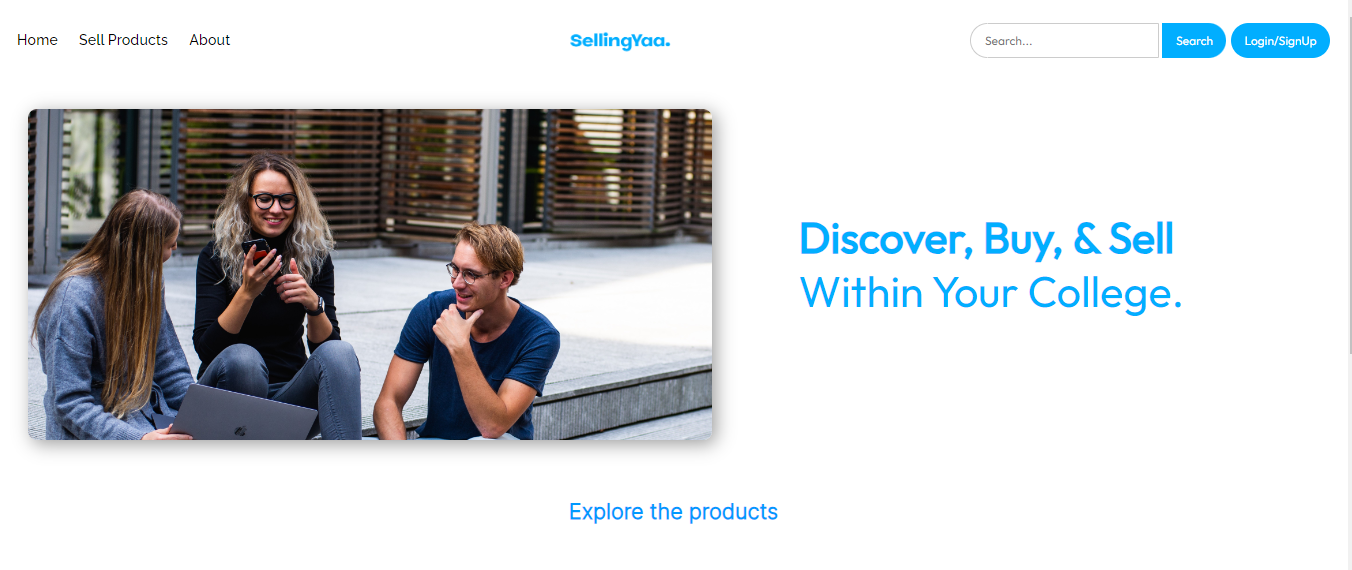 Home Sell Products About SellingYaa. Search... Search Login/SignUp
Discover, Buy, & Sell
Within Your College.
Explore the products